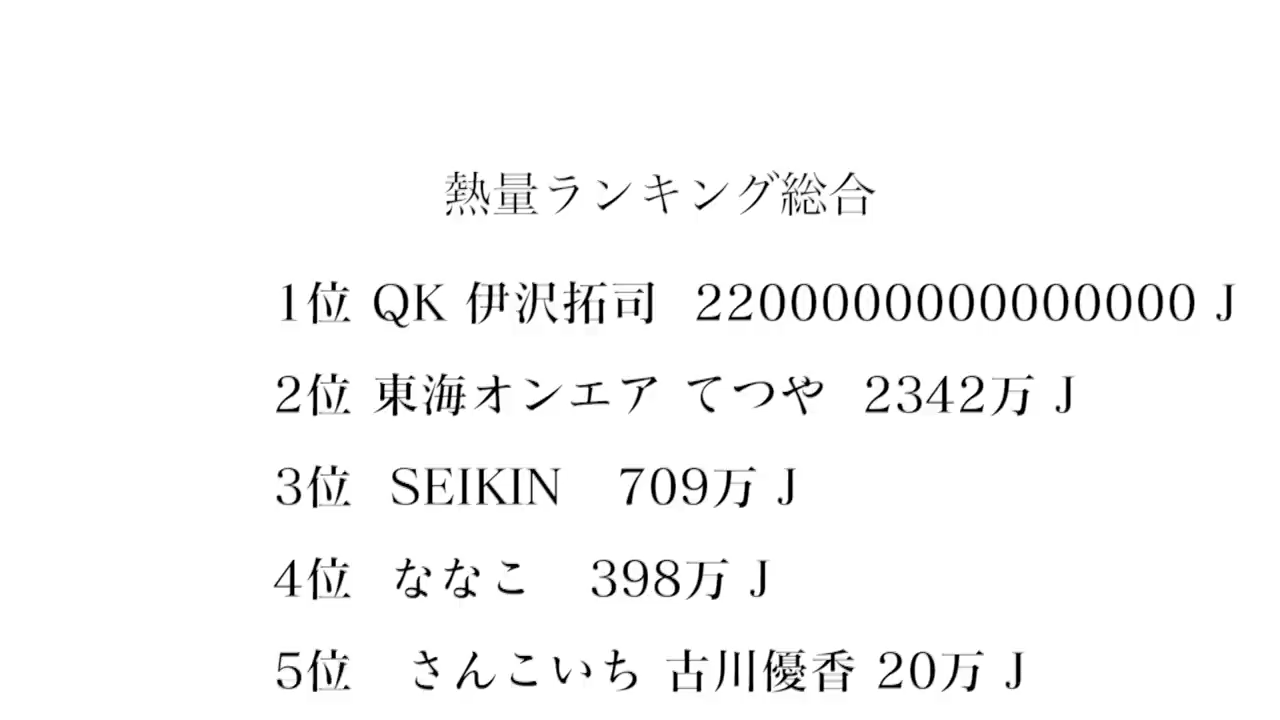 熱量ランキング総合
1位 QK 伊沢拓司 2200000000000000 J
2位 東海オンエア てつや 2342万 J
3位 SEIKIN 709万 J
4位 ななこ 398万 J
5位 さんこいち 古川優香 20万 J